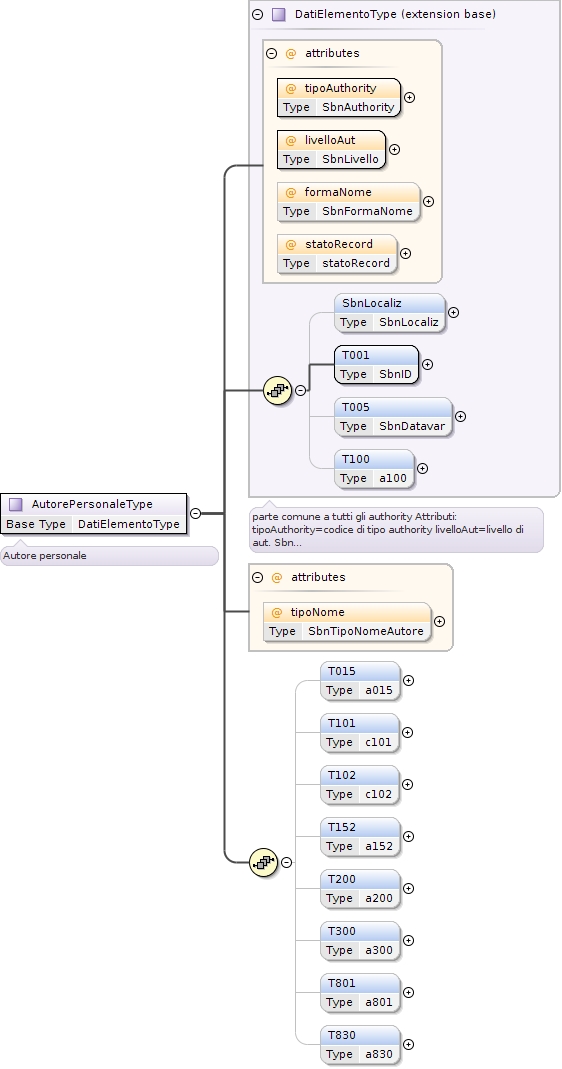 DatiElementoType (extension base)
@ attributes
@ tipoAuthority
Type SbnAuthority
@ livelloAut
Type SbnLivello
@ formaNome
Type SbnFormaNome
@ statoRecord
Type statoRecord
SbnLocaliz
Type SbnLocaliz
T001
Type SbnID
T005
Type SbnDatavar
T100
Type a100
AutorePersonaleType
Base Type DatiElementoType
Autore personale
parte comune a tutti gli authority Attributi:
tipoAuthority=codice di tipo authority livelloAut=livello di
aut. Sbn...
@ attributes
@ tipoNome
Type SbnTipoNomeAutore
T015
Type a015
T101
Type c101
T102
Type c102
T152
Type a152
T200
Type a200
T300
Type a300
T801
Type a801
T830
Type a830